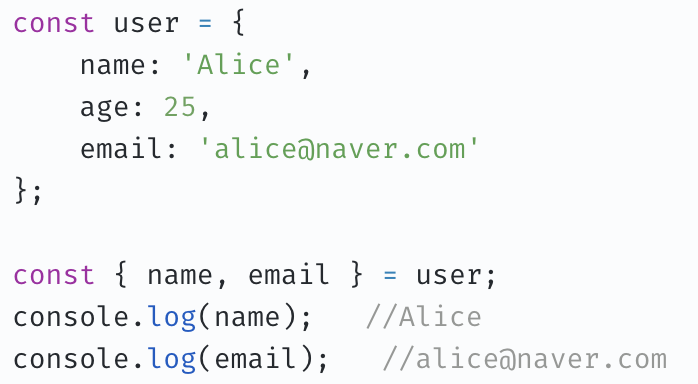 const user = {
    name: 'Alice',
    age: 25,
    email: 'alice@naver.com'
};

const { name, email } = user;
console.log(name);   //Alice
console.log(email);   //alice@naver.com